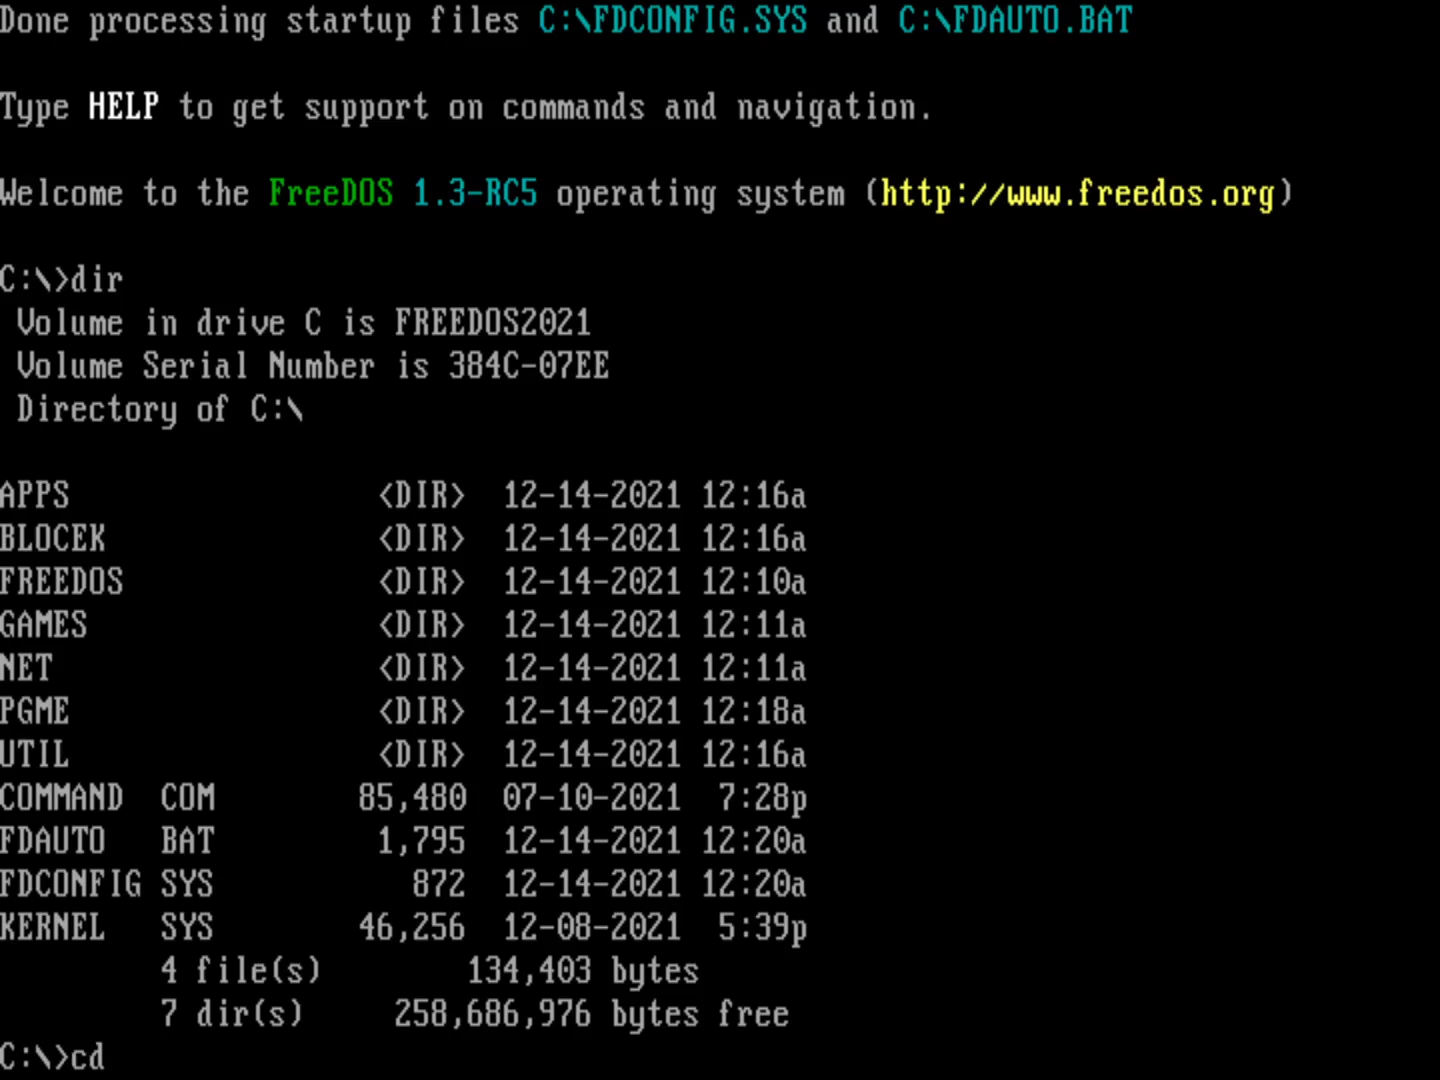 Done processing startup files C:\FDCONFIG.SYS and C:\FDAUTO.BAT
Type HELP to get support on commands and navigation.
Welcome to the FreeDOS 1.3-RC5 operating system (http://www.freedos.org)
C:\>dir
Volume in drive C is FREEDOS2021
Volume Serial Number is 384C-07EE
Directory of C:\
APPS <DIR> 12-14-2021 12:16a
BLOCEK <DIR> 12-14-2021 12:16a
FREEDOS <DIR> 12-14-2021 12:10a
GAMES <DIR> 12-14-2021 12:11a
NET <DIR> 12-14-2021 12:11a
PGME <DIR> 12-14-2021 12:18a
UTIL <DIR> 12-14-2021 12:16a
COMMAND COM 85,480 07-10-2021 7:28p
FDAUTO BAT 1,795 12-14-2021 12:20a
FDCONFIG SYS 872 12-14-2021 12:20a
KERNEL SYS 46,256 12-08-2021 5:39p
4 file(s) 134,403 bytes
7 dir(s) 258,686,976 bytes free
C:\>cd